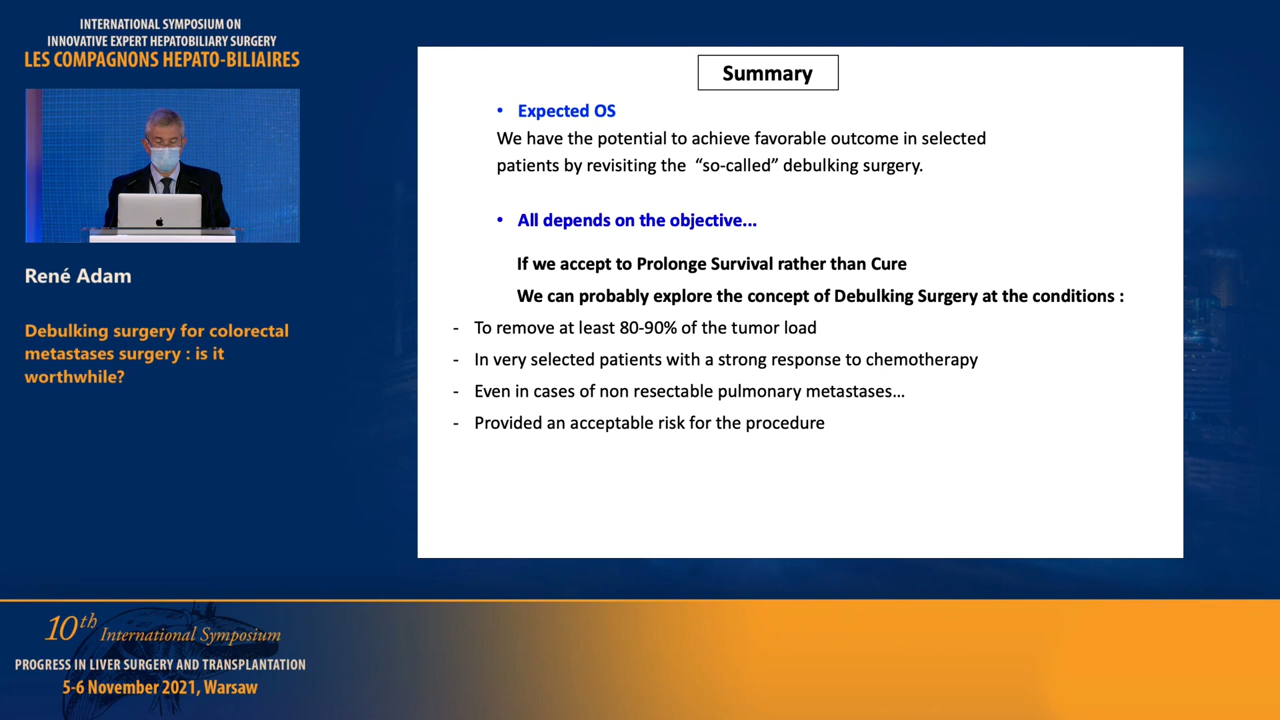 INTERNATIONAL SYMPOSIUM ON
INNOVATIVE EXPERT HEPATOBILIARY SURGERY
LES COMPAGNONS HEPATO-BILIAIRES
René Adam
Debulking surgery for colorectal
metastases surgery : is it
worthwhile?
Summary
• Expected OS
We have the potential to achieve favorable outcome in selected
patients by revisiting the “so-called” debulking surgery.
• All depends on the objective...
If we accept to Prolonge Survival rather than Cure
We can probably explore the concept of Debulking Surgery at the conditions :
- To remove at least 80-90% of the tumor load
- In very selected patients with a strong response to chemotherapy
- Even in cases of non resectable pulmonary metastases...
- Provided an acceptable risk for the procedure
10th International Symposium
PROGRESS IN LIVER SURGERY AND TRANSPLANTATION
5-6 November 2021, Warsaw